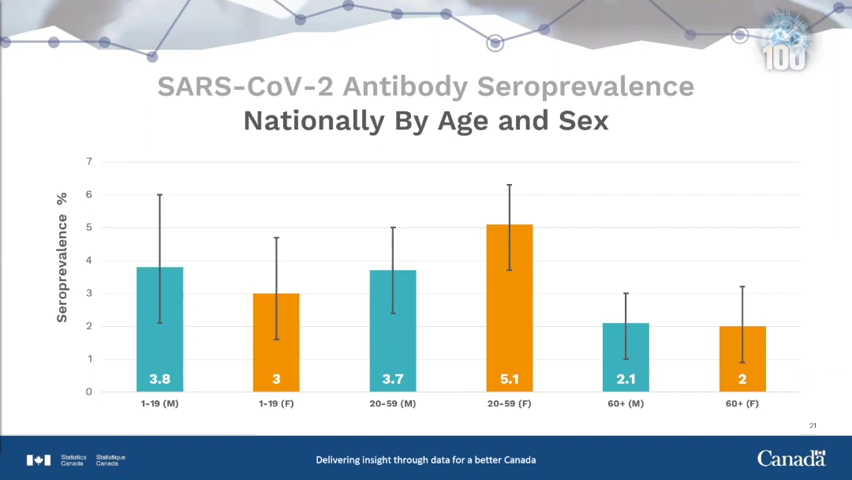 100
SARS-CoV-2 Antibody Seroprevalence
Nationally By Age and Sex
Seroprevalence %
7
6
5
4
3
2
1
0
3.8
3
3.7
5.1
2.1
2
1-19 (M)
1-19 (F)
20-59 (M)
20-59 (F)
60+ (M)
60+ (F)
21
Statistics Statistique
Canada Canada
Delivering insight through data for a better Canada
Canada